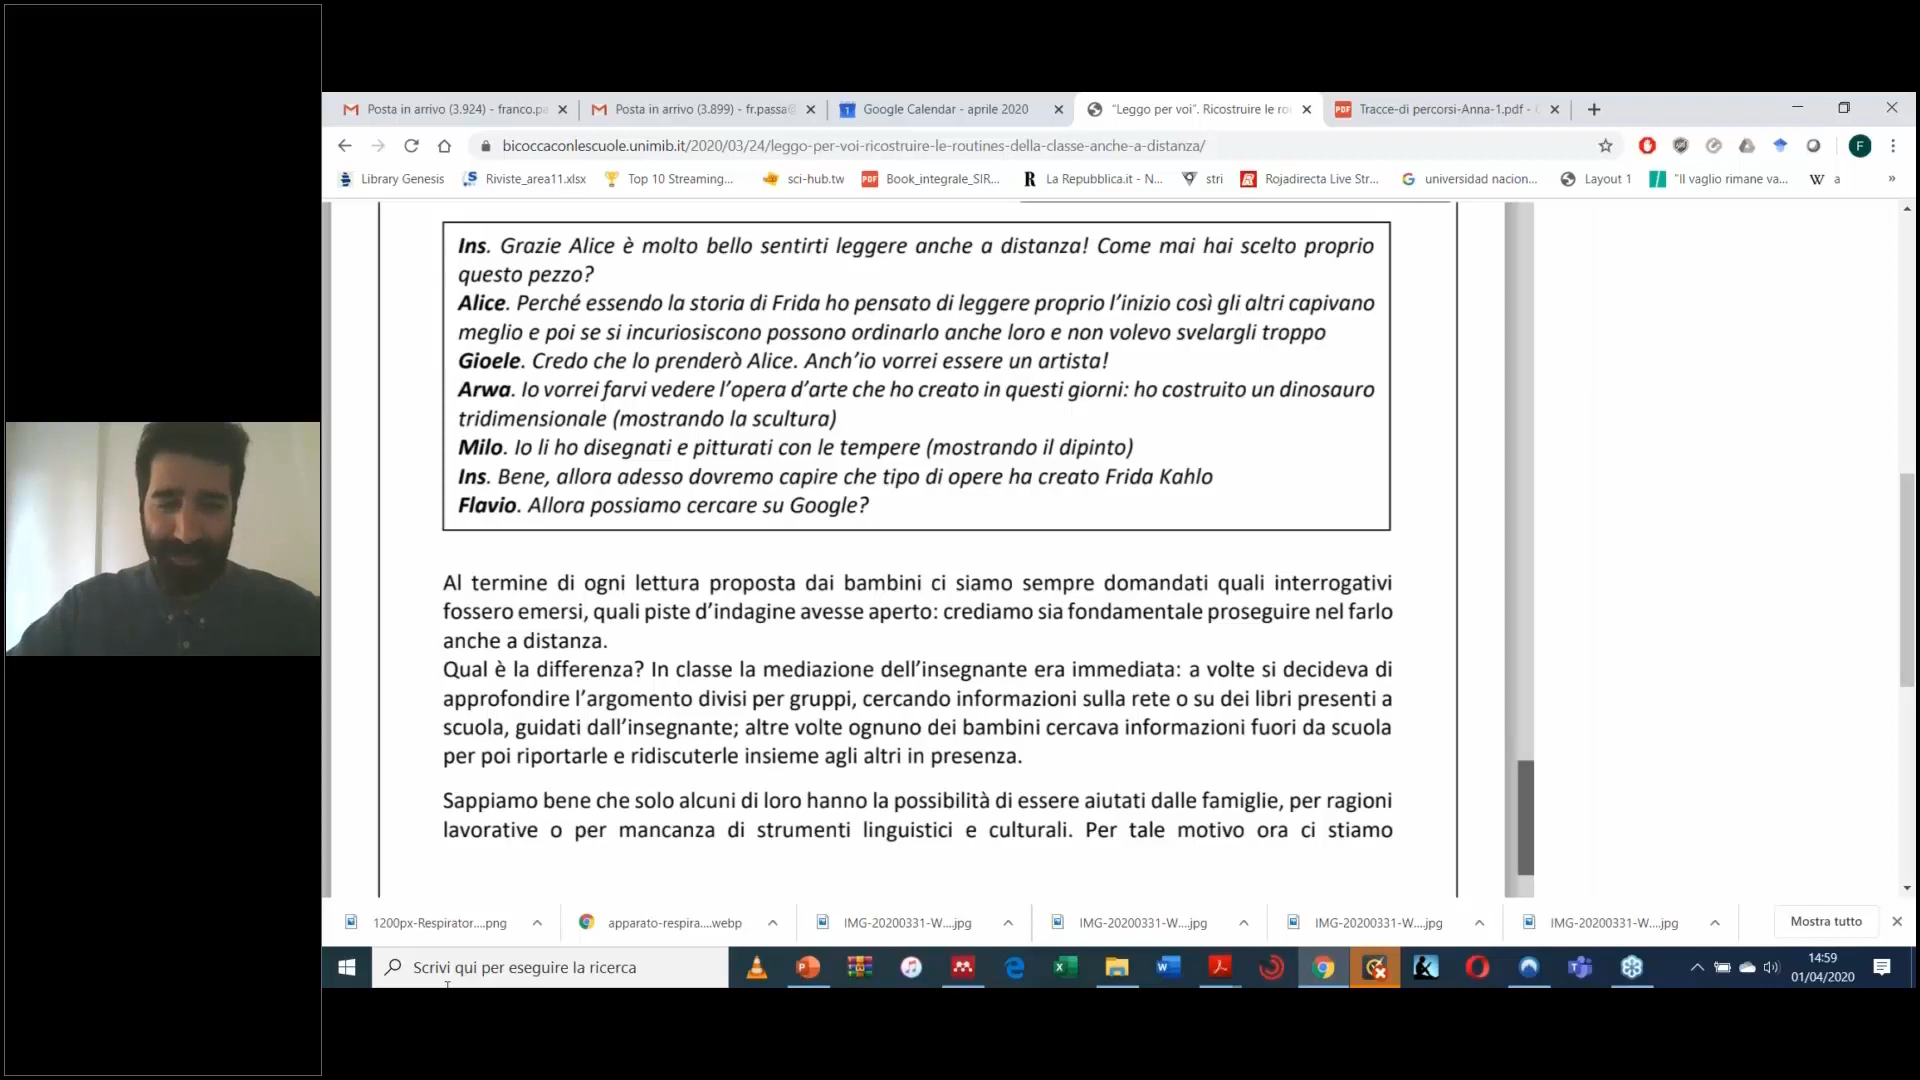 Posta in arrivo (3.924) - franco.pa
Posta in arrivo (3.899) - fr.passa@
Google Calendar - aprile 2020
"Leggo per voi". Ricostruire le ro
Tracce-di percorsi-Anna-1.pdf -
bicoccaconlescuole.unimib.it/2020/03/24/leggo-per-voi-ricostruire-le-routines-della-classe-anche-a-distanza/
F
Library Genesis
Riviste_area11.xlsx
Top 10 Streaming...
sci-hub.tw
PDF Book_integrale_SIR...
R La Repubblica.it - N...
stri
Rojadirecta Live Str...
universidad nacion...
Layout 1
"Il vaglio rimane va...
W a
»
Ins. Grazie Alice è molto bello sentirti leggere anche a distanza! Come mai hai scelto proprio
questo pezzo?
Alice. Perché essendo la storia di Frida ho pensato di leggere proprio l'inizio così gli altri capivano
meglio e poi se si incuriosiscono possono ordinarlo anche loro e non volevo svelargli troppo
Gioele. Credo che lo prenderò Alice. Anch'io vorrei essere un artista!
Arwa. Io vorrei farvi vedere l'opera d'arte che ho creato in questi giorni: ho costruito un dinosauro
tridimensionale (mostrando la scultura)
Milo. Io li ho disegnati e pitturati con le tempere (mostrando il dipinto)
Ins. Bene, allora adesso dovremo capire che tipo di opere ha creato Frida Kahlo
Flavio. Allora possiamo cercare su Google?
Al termine di ogni lettura proposta dai bambini ci siamo sempre domandati quali interrogativi
fossero emersi, quali piste d'indagine avesse aperto: crediamo sia fondamentale proseguire nel farlo
anche a distanza.
Qual è la differenza? In classe la mediazione dell'insegnante era immediata: a volte si decideva di
approfondire l'argomento divisi per gruppi, cercando informazioni sulla rete o su dei libri presenti a
scuola, guidati dall'insegnante; altre volte ognuno dei bambini cercava informazioni fuori da scuola
per poi riportarle e ridiscuterle insieme agli altri in presenza.
Sappiamo bene che solo alcuni di loro hanno la possibilità di essere aiutati dalle famiglie, per ragioni
lavorative o per mancanza di strumenti linguistici e culturali. Per tale motivo ora ci stiamo
1200px-Respirator....png
apparato-respira....webp
IMG-20200331-W....jpg
IMG-20200331-W....jpg
IMG-20200331-W....jpg
IMG-20200331-W....jpg
Mostra tutto
Scrivi qui per eseguire la ricerca
14:59
01/04/2020